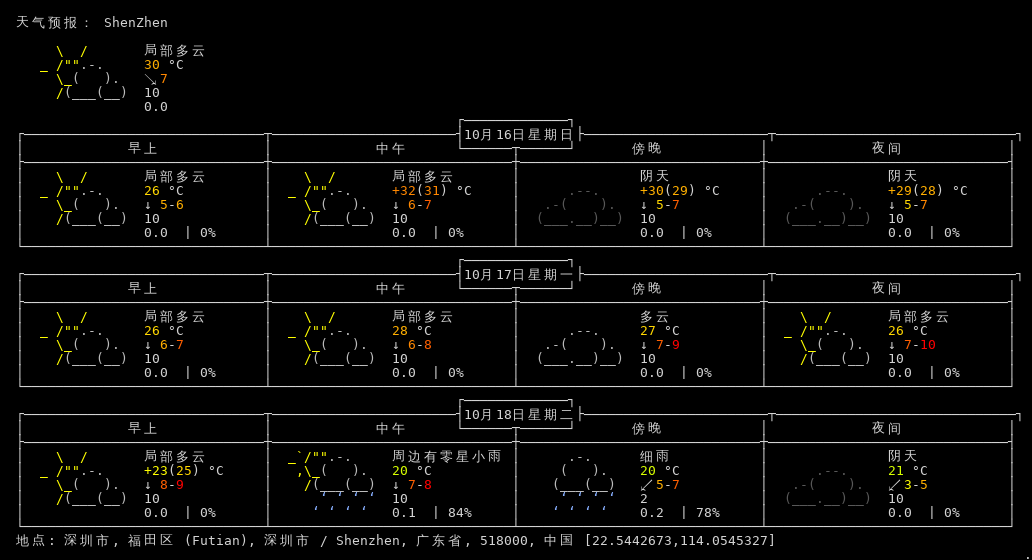 天气预报： ShenZhen
局部多云
30 °C
↘ 7
10
0.0
10月16日星期日
早上 中午 傍晚 夜间
局部多云 局部多云 阴天 阴天
26 °C +32(31) °C +30(29) °C +29(28) °C
↓ 5-6 ↓ 6-7 ↓ 5-7 ↓ 5-7
10 10 10 10
0.0 | 0% 0.0 | 0% 0.0 | 0% 0.0 | 0%
10月17日星期一
早上 中午 傍晚 夜间
局部多云 局部多云 多云 局部多云
26 °C 28 °C 27 °C 26 °C
↓ 6-7 ↓ 6-8 ↓ 7-9 ↓ 7-10
10 10 10 10
0.0 | 0% 0.0 | 0% 0.0 | 0% 0.0 | 0%
10月18日星期二
早上 中午 傍晚 夜间
局部多云 周边有零星小雨 细雨 阴天
+23(25) °C 20 °C 20 °C 21 °C
↓ 8-9 ↓ 7-8 ↙ 5-7 ↙ 3-5
10 10 2 10
0.0 | 0% 0.1 | 84% 0.2 | 78% 0.0 | 0%
地点: 深圳市, 福田区 (Futian), 深圳市 / Shenzhen, 广东省, 518000, 中国 [22.5442673,114.0545327]